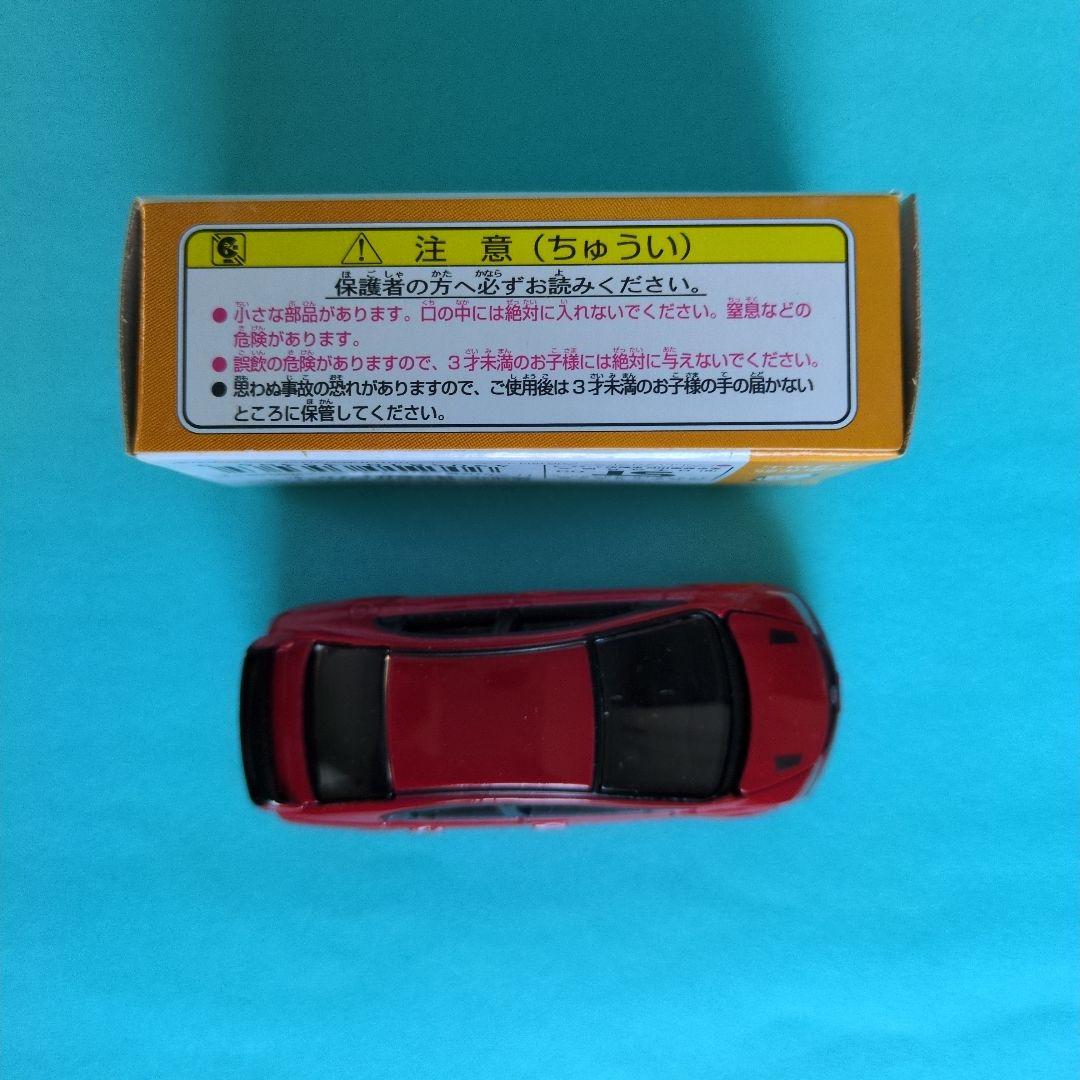 注 意（ちゅうい）
保護者の方へ必ずお読みください。
●小さな部品があります。口の中には絶対に入れないでください。窒息などの
危険があります。
●誤飲の危険がありますので、３才未満のお子様には絶対に与えないでください。
●思わぬ事故の恐れがありますので、ご使用後は３才未満のお子様の手の届かない
ところに保管してください。